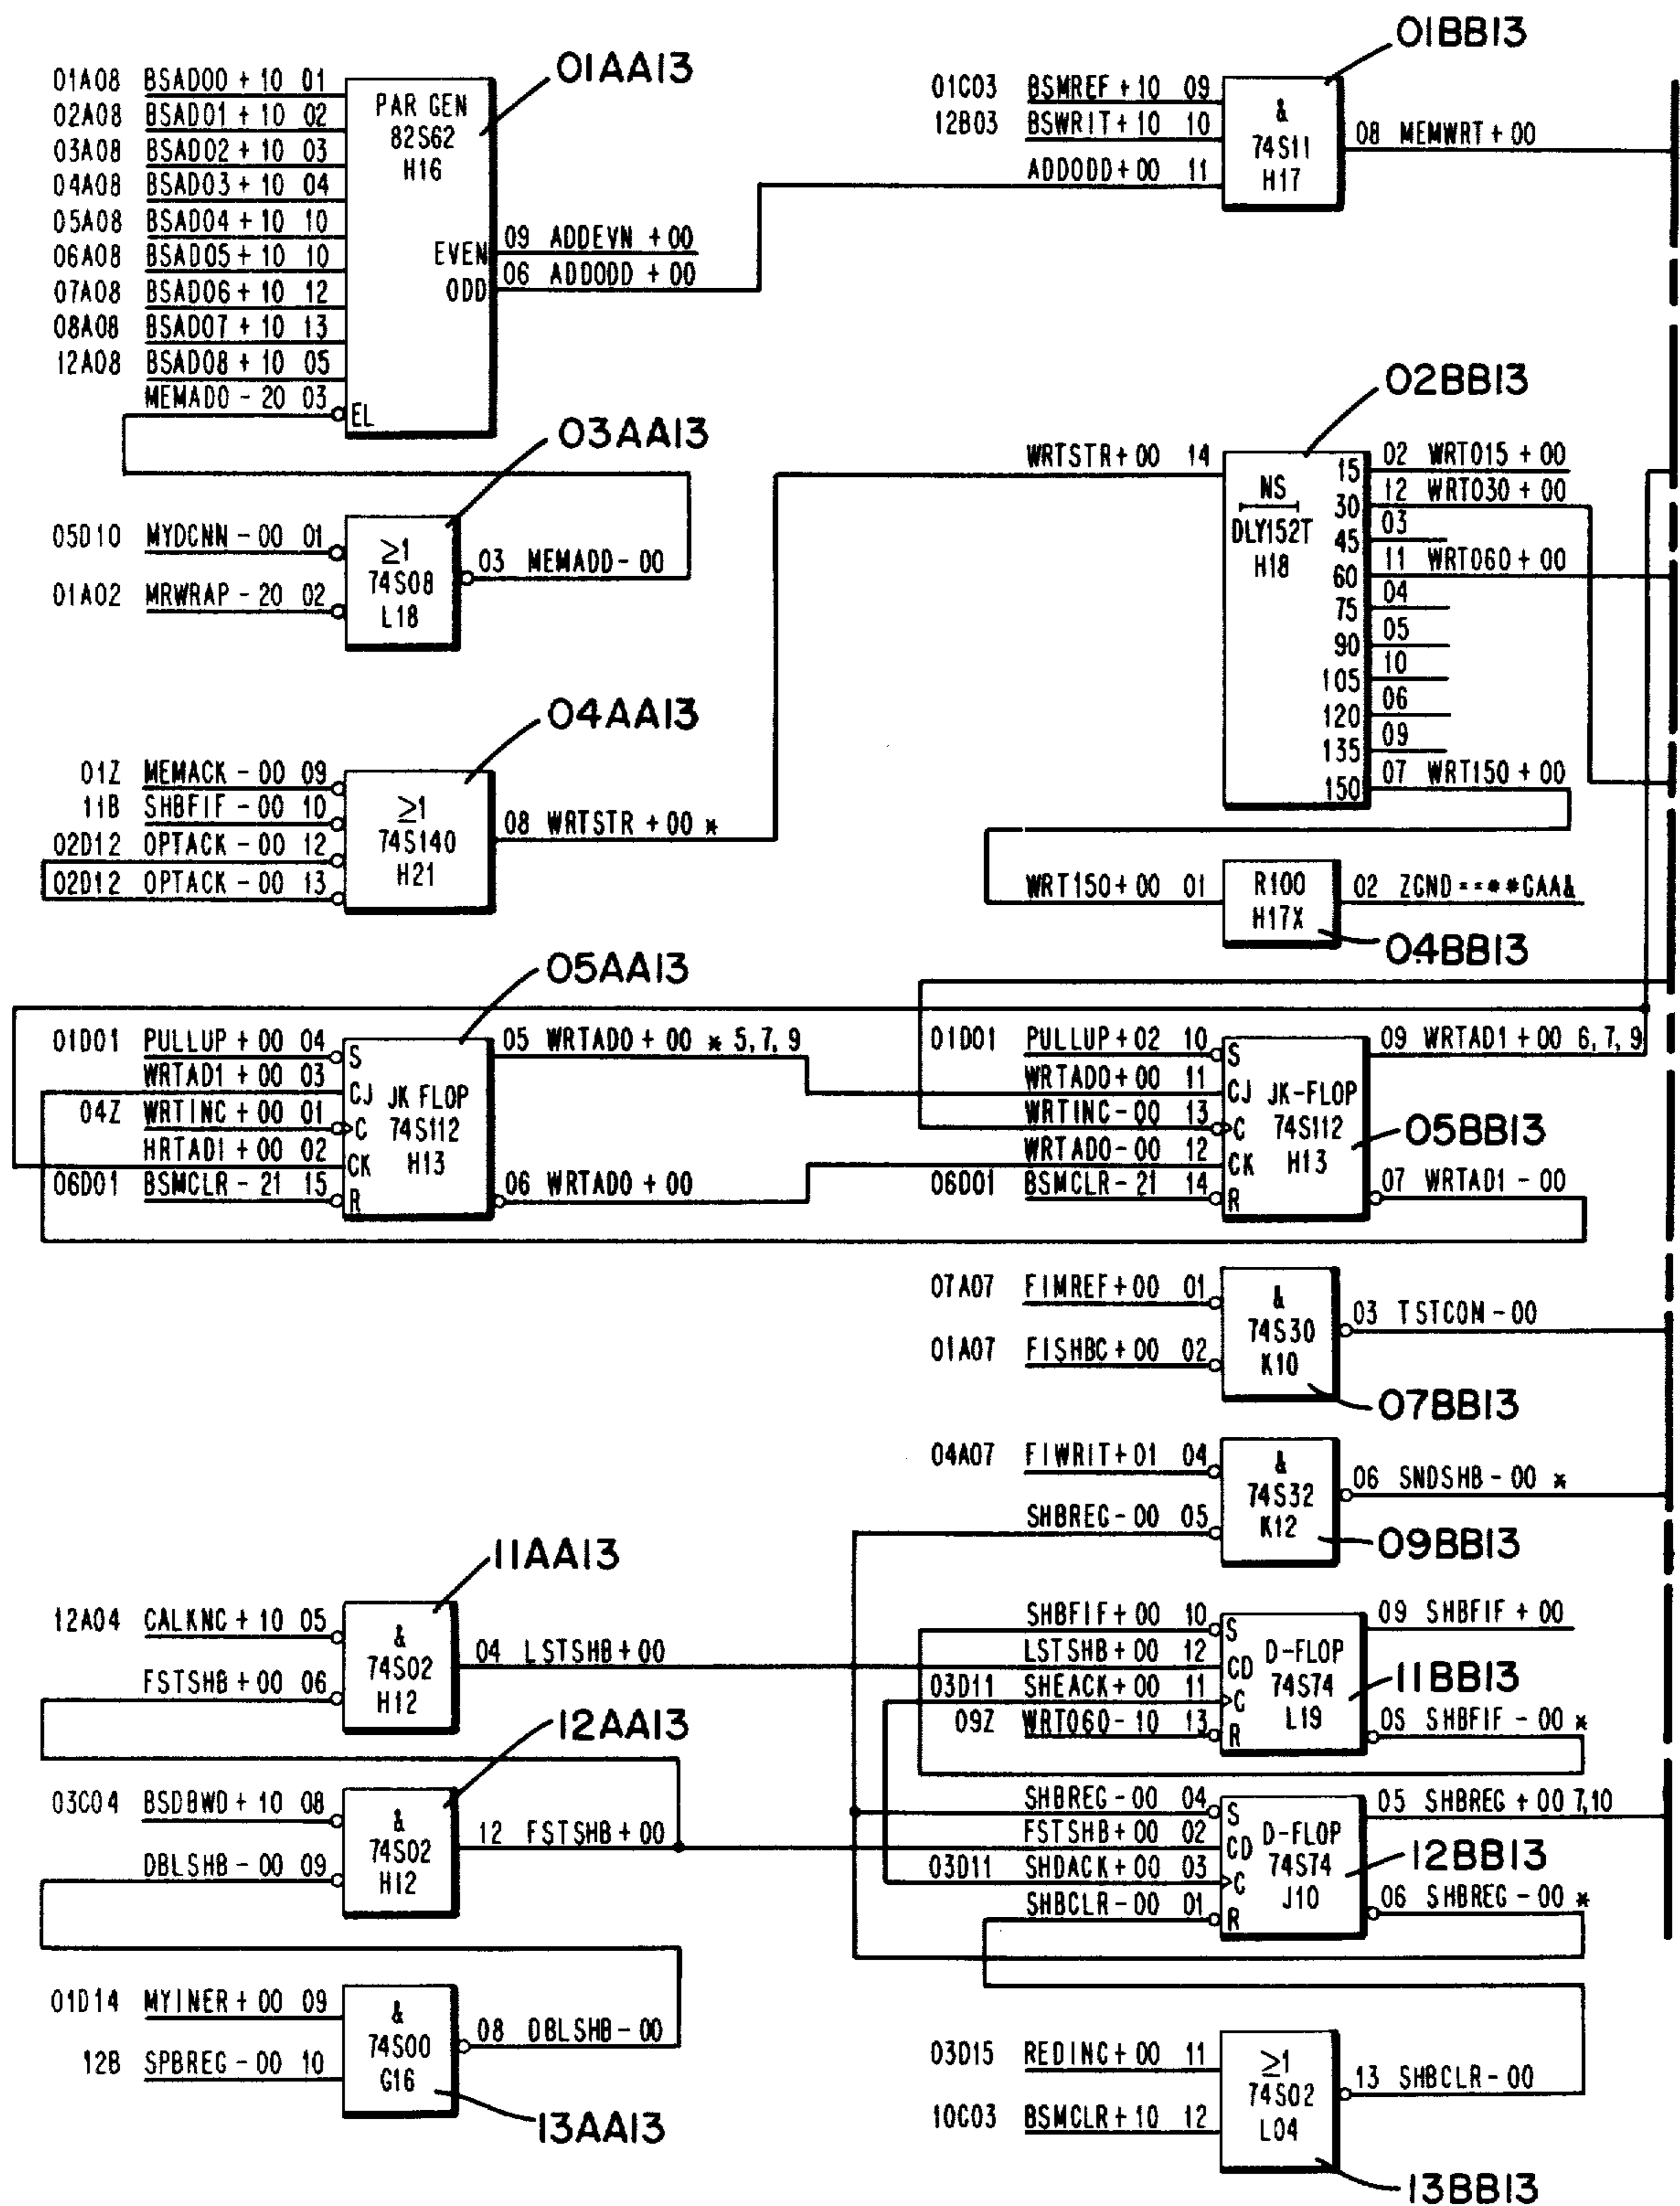 01AA13
01A08 BSAD00 + 10 01
02A08 BSAD01 + 10 02
03A08 BSAD02 + 10 03
04A08 BSAD03 + 10 04
05A08 BSAD04 + 10 10
06A08 BSAD05 + 10 10
07A08 BSAD06 + 10 12
08A08 BSAD07 + 10 13
12A08 BSAD08 + 10 05
MEMAD0 - 20 03
PAR GEN
82S62
H16
EVEN
ODD
EL
09 ADDEVN + 00
06 ADDODD + 00
01BB13
01C03 BSMREF + 10 09
12B03 BSWRIT + 10 10
ADDODD + 00 11
&
74S11
H17
08 MEMWRT + 00
03AA13
05D10 MYDCNN - 00 01
01A02 MRWRAP - 20 02
≥1
74S08
L18
03 MEMADD - 00
02BB13
WRTSTR + 00 14
NS
DLY152T
H18
15 02 WRT015 + 00
30 12 WRT030 + 00
45 03
60 11 WRT060 + 00
75 04
90 05
105 10
120 06
135 09
150 07 WRT150 + 00
04AA13
01Z MEMACK - 00 09
11B SHBFIF - 00 10
02D12 OPTACK - 00 12
02D12 OPTACK - 00 13
≥1
74S140
H21
08 WRTSTR + 00 *
WRT150 + 00 01
R100
H17X
02 ZGND
04BB13
05AA13
01D01 PULLUP + 00 04
WRTAD1 + 00 03
04Z WRTINC + 00 01
HRTAD1 + 00 02
06D01 BSMCLR - 21 15
S
CJ
C
CK
R
JK FLOP
74S112
H13
05 WRTAD0 + 00 * 5, 7, 9
06 WRTAD0 + 00
01D01 PULLUP + 02 10
WRTAD0 + 00 11
WRTINC - 00 13
WRTAD0 - 00 12
06D01 BSMCLR - 21 14
S
CJ
C
CK
R
JK-FLOP
74S112
H13
09 WRTAD1 + 00 6, 7, 9
05BB13
07 WRTAD1 - 00
07A07 FIMREF + 00 01
01A07 FISHBC + 00 02
&
74S30
K10
03 TSTCOM - 00
07BB13
04A07 FIWRIT + 01 04
SHBREG - 00 05
&
74S32
K12
06 SNDSHB - 00 *
09BB13
11AA13
12A04 CALKNC + 10 05
FSTSHB + 00 06
&
74S02
H12
04 LSTSHB + 00
SHBFIF + 00 10
LSTSHB + 00 12
03D11 SHEACK + 00 11
09Z WRT060 - 10 13
S
CD
C
R
D-FLOP
74S74
L19
09 SHBFIF + 00
11BB13
08 SHBFIF - 00 *
12AA13
03C04 BSDBWD + 10 08
DBLSHB - 00 09
&
74S02
H12
12 FSTSHB + 00
SHBREG - 00 04
FSTSHB + 00 02
03D11 SHDACK + 00 03
SHBCLR - 00 01
S
CD
C
R
D-FLOP
74S74
J10
05 SHBREG + 00 7,10
12BB13
06 SHBREG - 00 *
01D14 MYINER + 00 09
12B SPBREG - 00 10
&
74S00
G16
08 DBLSHB - 00
13AA13
03D15 REDINC + 00 11
10C03 BSMCLR + 10 12
≥1
74S02
L04
13 SHBCLR - 00
13BB13